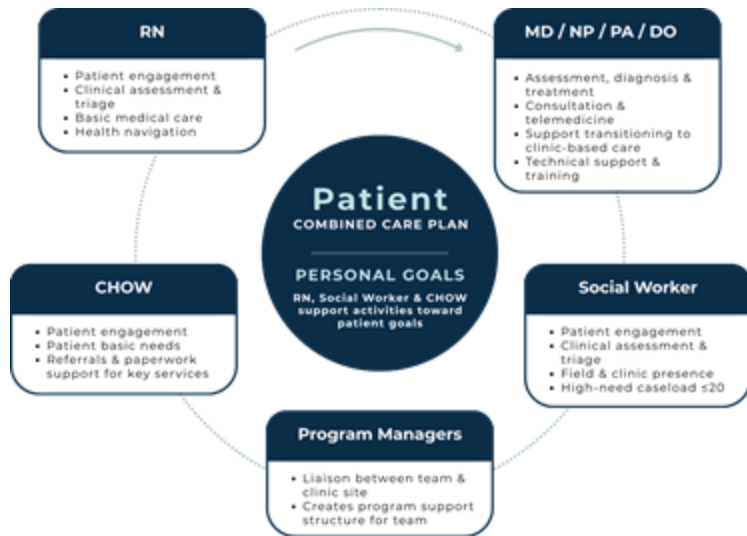 RN
• Patient engagement
• Clinical assessment &
triage
• Basic medical care
• Health navigation
MD / NP / PA / DO
• Assessment, diagnosis &
treatment
• Consultation &
telemedicine
• Support transitioning to
clinic-based care
• Technical support &
training
Patient
COMBINED CARE PLAN
PERSONAL GOALS
RN, Social Worker & CHOW
support activities toward
patient goals
CHOW
• Patient engagement
• Patient basic needs
• Referrals & paperwork
support for key services
Social Worker
• Patient engagement
• Clinical assessment &
triage
• Field & clinic presence
• High-need caseload ≤20
Program Managers
• Liaison between team &
clinic site
• Creates program support
structure for team